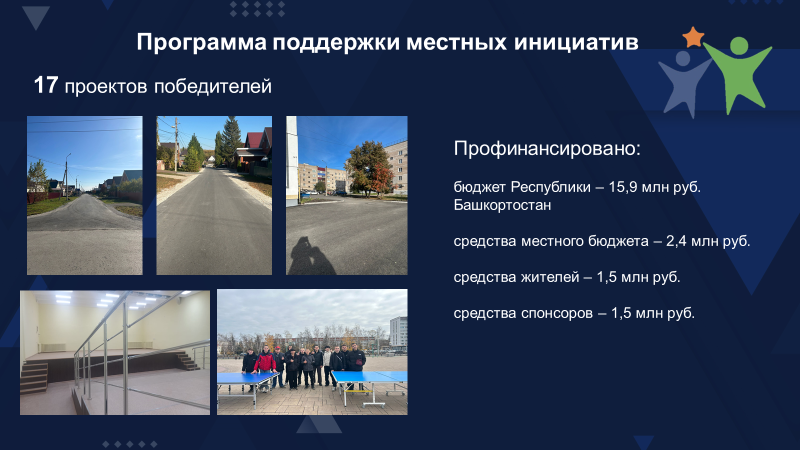 Программа поддержки местных инициатив
17 проектов победителей
Профинансировано:
бюджет Республики – 15,9 млн руб.
Башкортостан
средства местного бюджета – 2,4 млн руб.
средства жителей – 1,5 млн руб.
средства спонсоров – 1,5 млн руб.